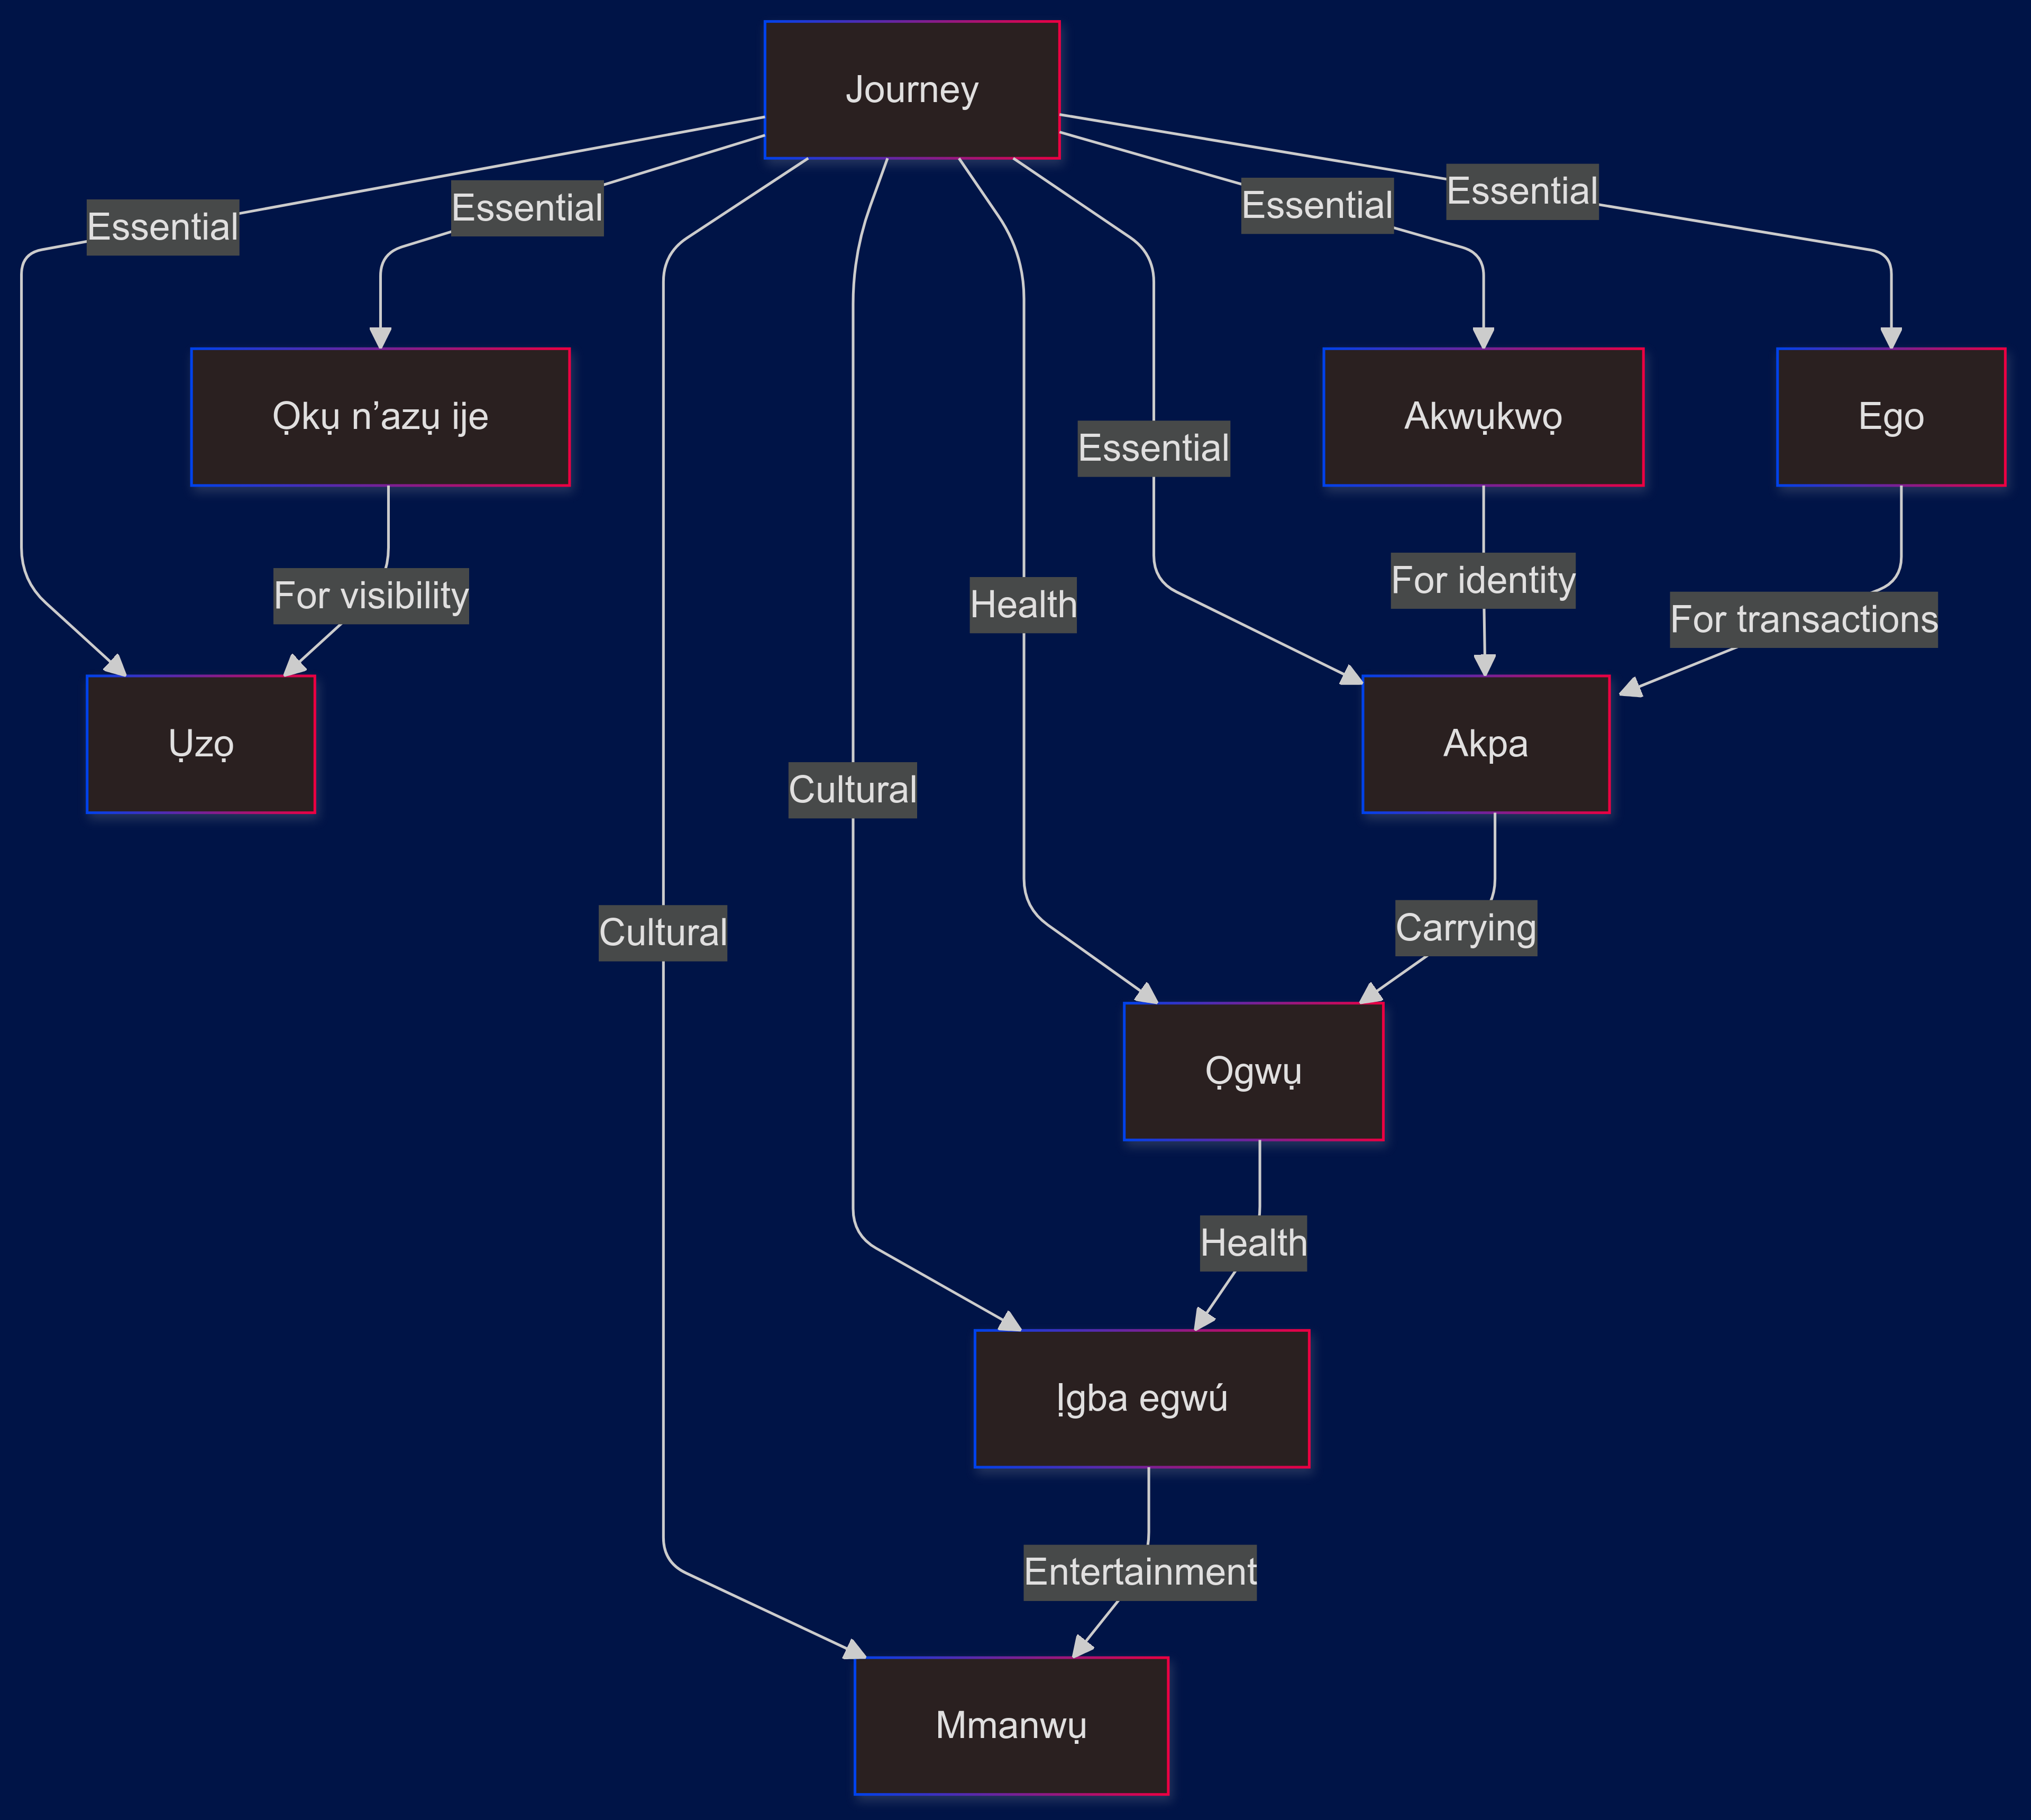 Journey
Essential
Essential
Essential
Essential
Ọkụ n’azụ ije
Akwụkwọ
Ego
Essential
For visibility
Health
For identity
For transactions
Ụzọ
Akpa
Cultural
Cultural
Carrying
Ọgwụ
Health
Ịgba egwú
Entertainment
Mmanwụ